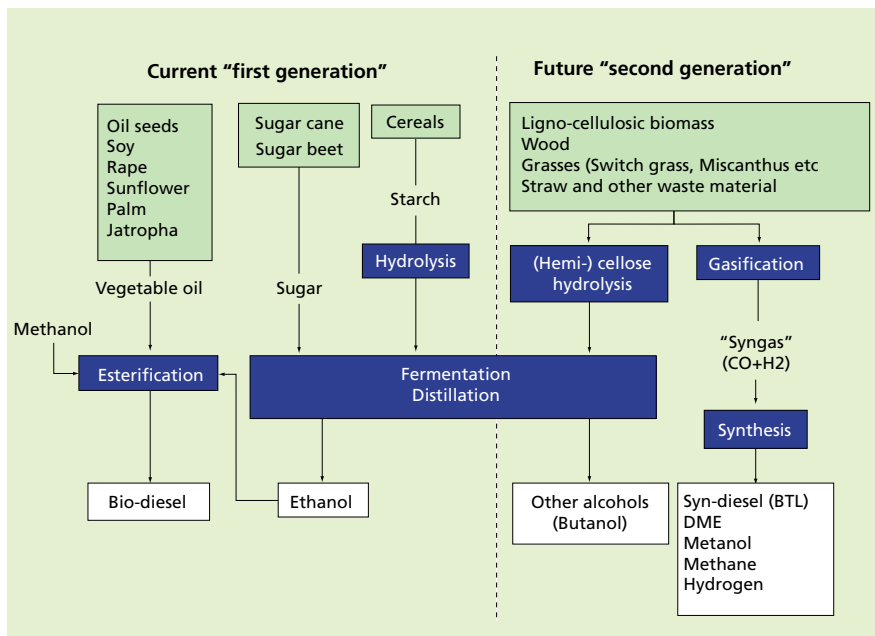 Current “first generation”
Future “second generation”
Oil seeds
Soy
Rape
Sunflower
Palm
Jatropha
Sugar cane
Sugar beet
Cereals
Ligno-cellulosic biomass
Wood
Grasses (Switch grass, Miscanthus etc
Straw and other waste material
Starch
Hydrolysis
(Hemi-) cellose
hydrolysis
Gasification
Vegetable oil
Sugar
Methanol
“Syngas”
(CO+H2)
Esterification
Fermentation
Distillation
Synthesis
Bio-diesel
Ethanol
Other alcohols
(Butanol)
Syn-diesel (BTL)
DME
Metanol
Methane
Hydrogen